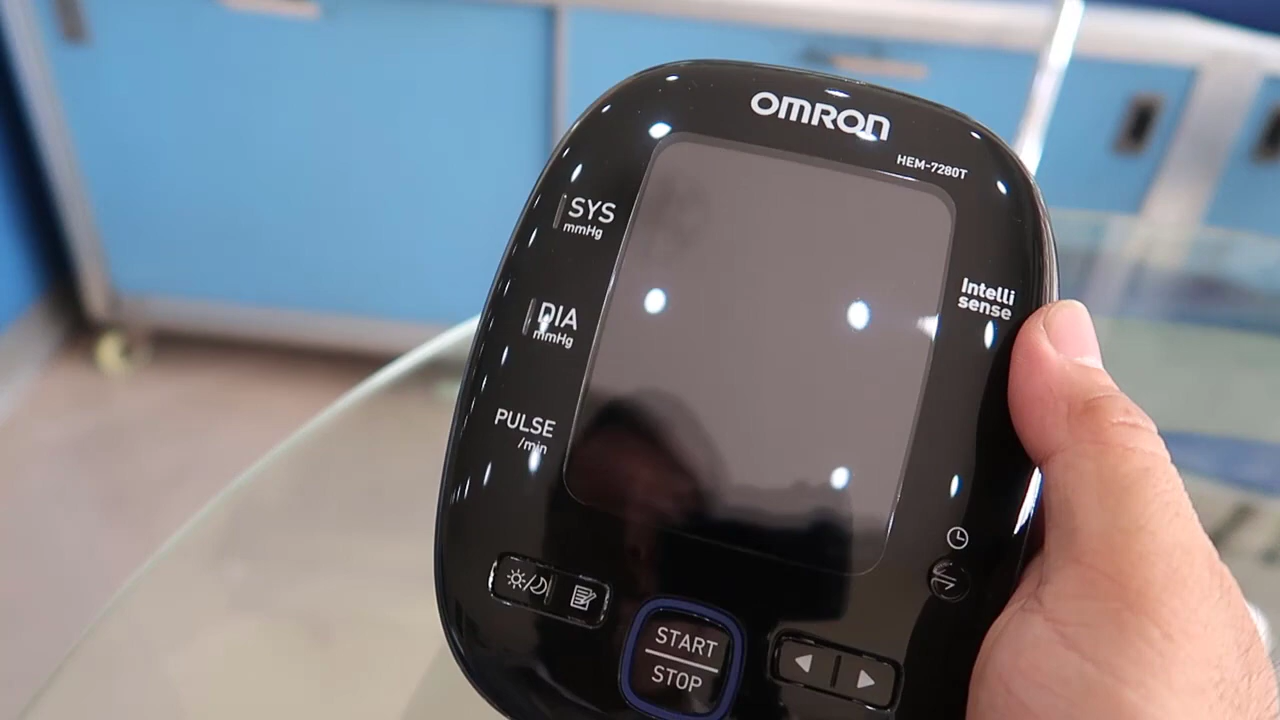 OMRON
HEM-7280T
SYS
mmHg
Intelli
sense
DIA
mmHg
PULSE
/min
START
STOP